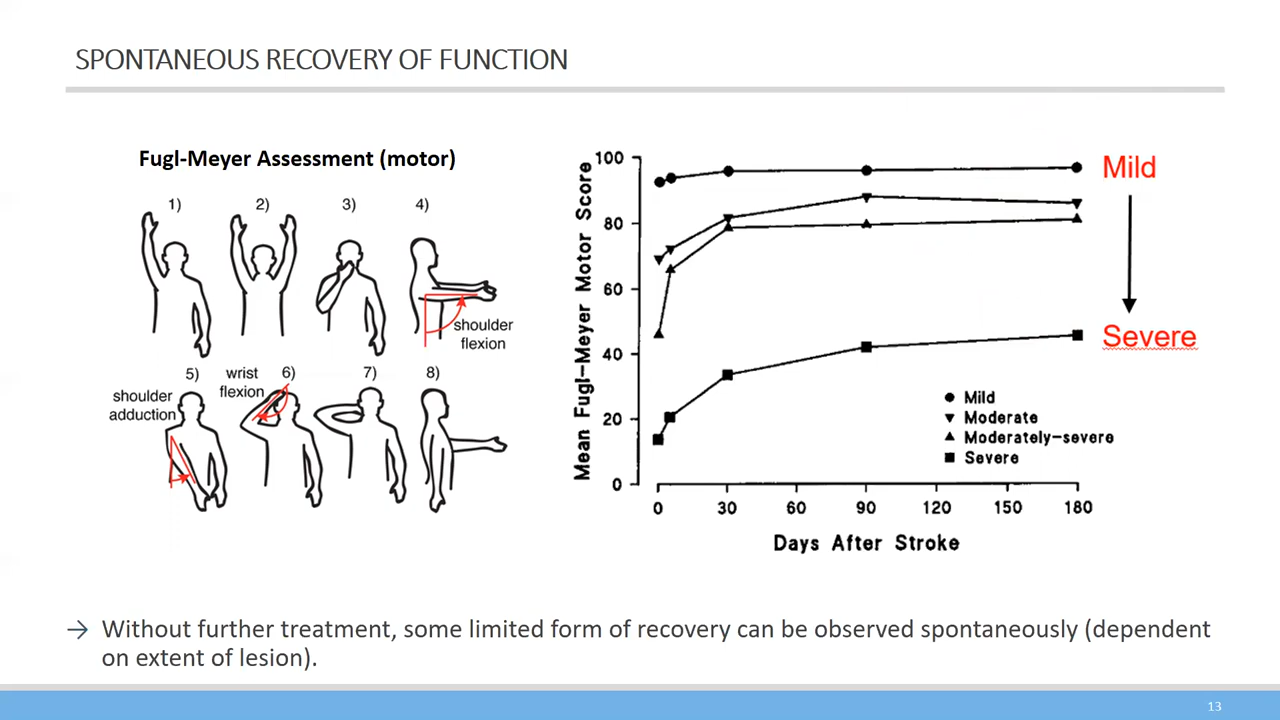 SPONTANEOUS RECOVERY OF FUNCTION
Fugl-Meyer Assessment (motor)
1)
2)
3)
4)
shoulder
flexion
5)
shoulder
adduction
wrist
flexion
6)
7)
8)
Mean Fugl-Meyer Motor Score
100
80
60
40
20
0
0
30
60
90
120
150
180
Days After Stroke
Mild
Moderate
Moderately-severe
Severe
Mild
Severe
→ Without further treatment, some limited form of recovery can be observed spontaneously (dependent
on extent of lesion).
13